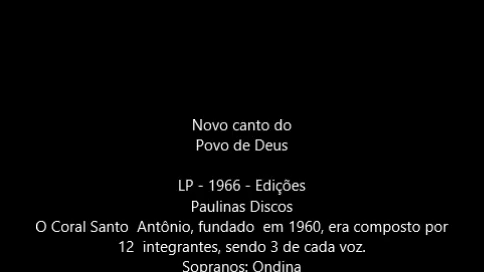 Novo canto do
Povo de Deus
LP - 1966 - Edições
Paulinas Discos
O Coral Santo  Antônio, fundado  em 1960, era composto por
12  integrantes, sendo 3 de cada voz.
Sopranos: Ondina